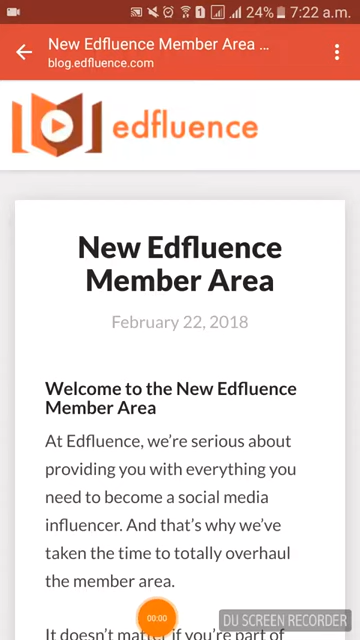 24% 7:22 a.m.
New Edfluence Member Area ...
blog.edfluence.com
edfluence
New Edfluence
Member Area
February 22, 2018
Welcome to the New Edfluence
Member Area
At Edfluence, we're serious about
providing you with everything you
need to become a social media
influencer. And that's why we've
taken the time to totally overhaul
the member area.
00:00
DU SCREEN RECORDER
It doesn't matter if you're part of